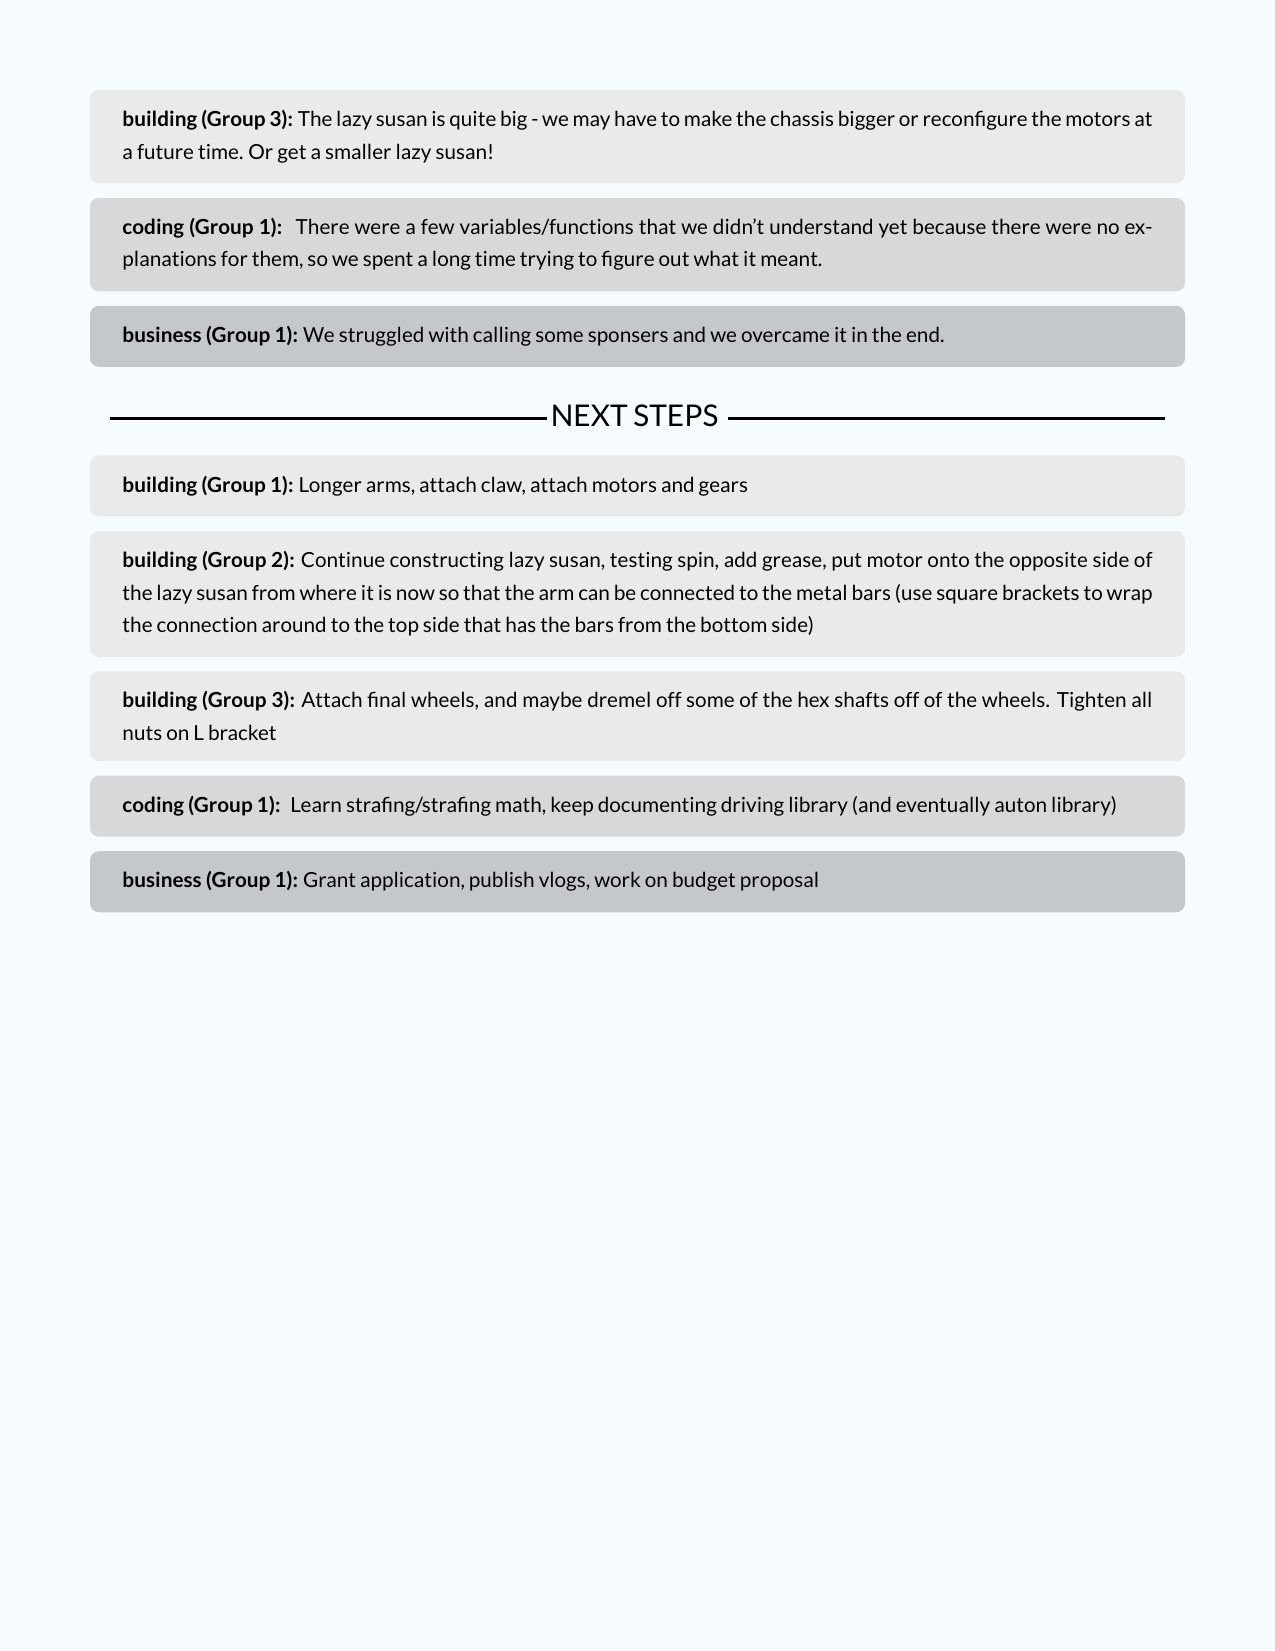 building (Group 3): The lazy susan is quite big - we may have to make the chassis bigger or reconfigure the motors at
a future time. Or get a smaller lazy susan!
coding (Group 1): There were a few variables/functions that we didn’t understand yet because there were no ex-
planations for them, so we spent a long time trying to figure out what it meant.
business (Group 1): We struggled with calling some sponsers and we overcame it in the end.
NEXT STEPS
building (Group 1): Longer arms, attach claw, attach motors and gears
building (Group 2): Continue constructing lazy susan, testing spin, add grease, put motor onto the opposite side of
the lazy susan from where it is now so that the arm can be connected to the metal bars (use square brackets to wrap
the connection around to the top side that has the bars from the bottom side)
building (Group 3): Attach final wheels, and maybe dremel off some of the hex shafts off of the wheels. Tighten all
nuts on L bracket
coding (Group 1): Learn strafing/strafing math, keep documenting driving library (and eventually auton library)
business (Group 1): Grant application, publish vlogs, work on budget proposal